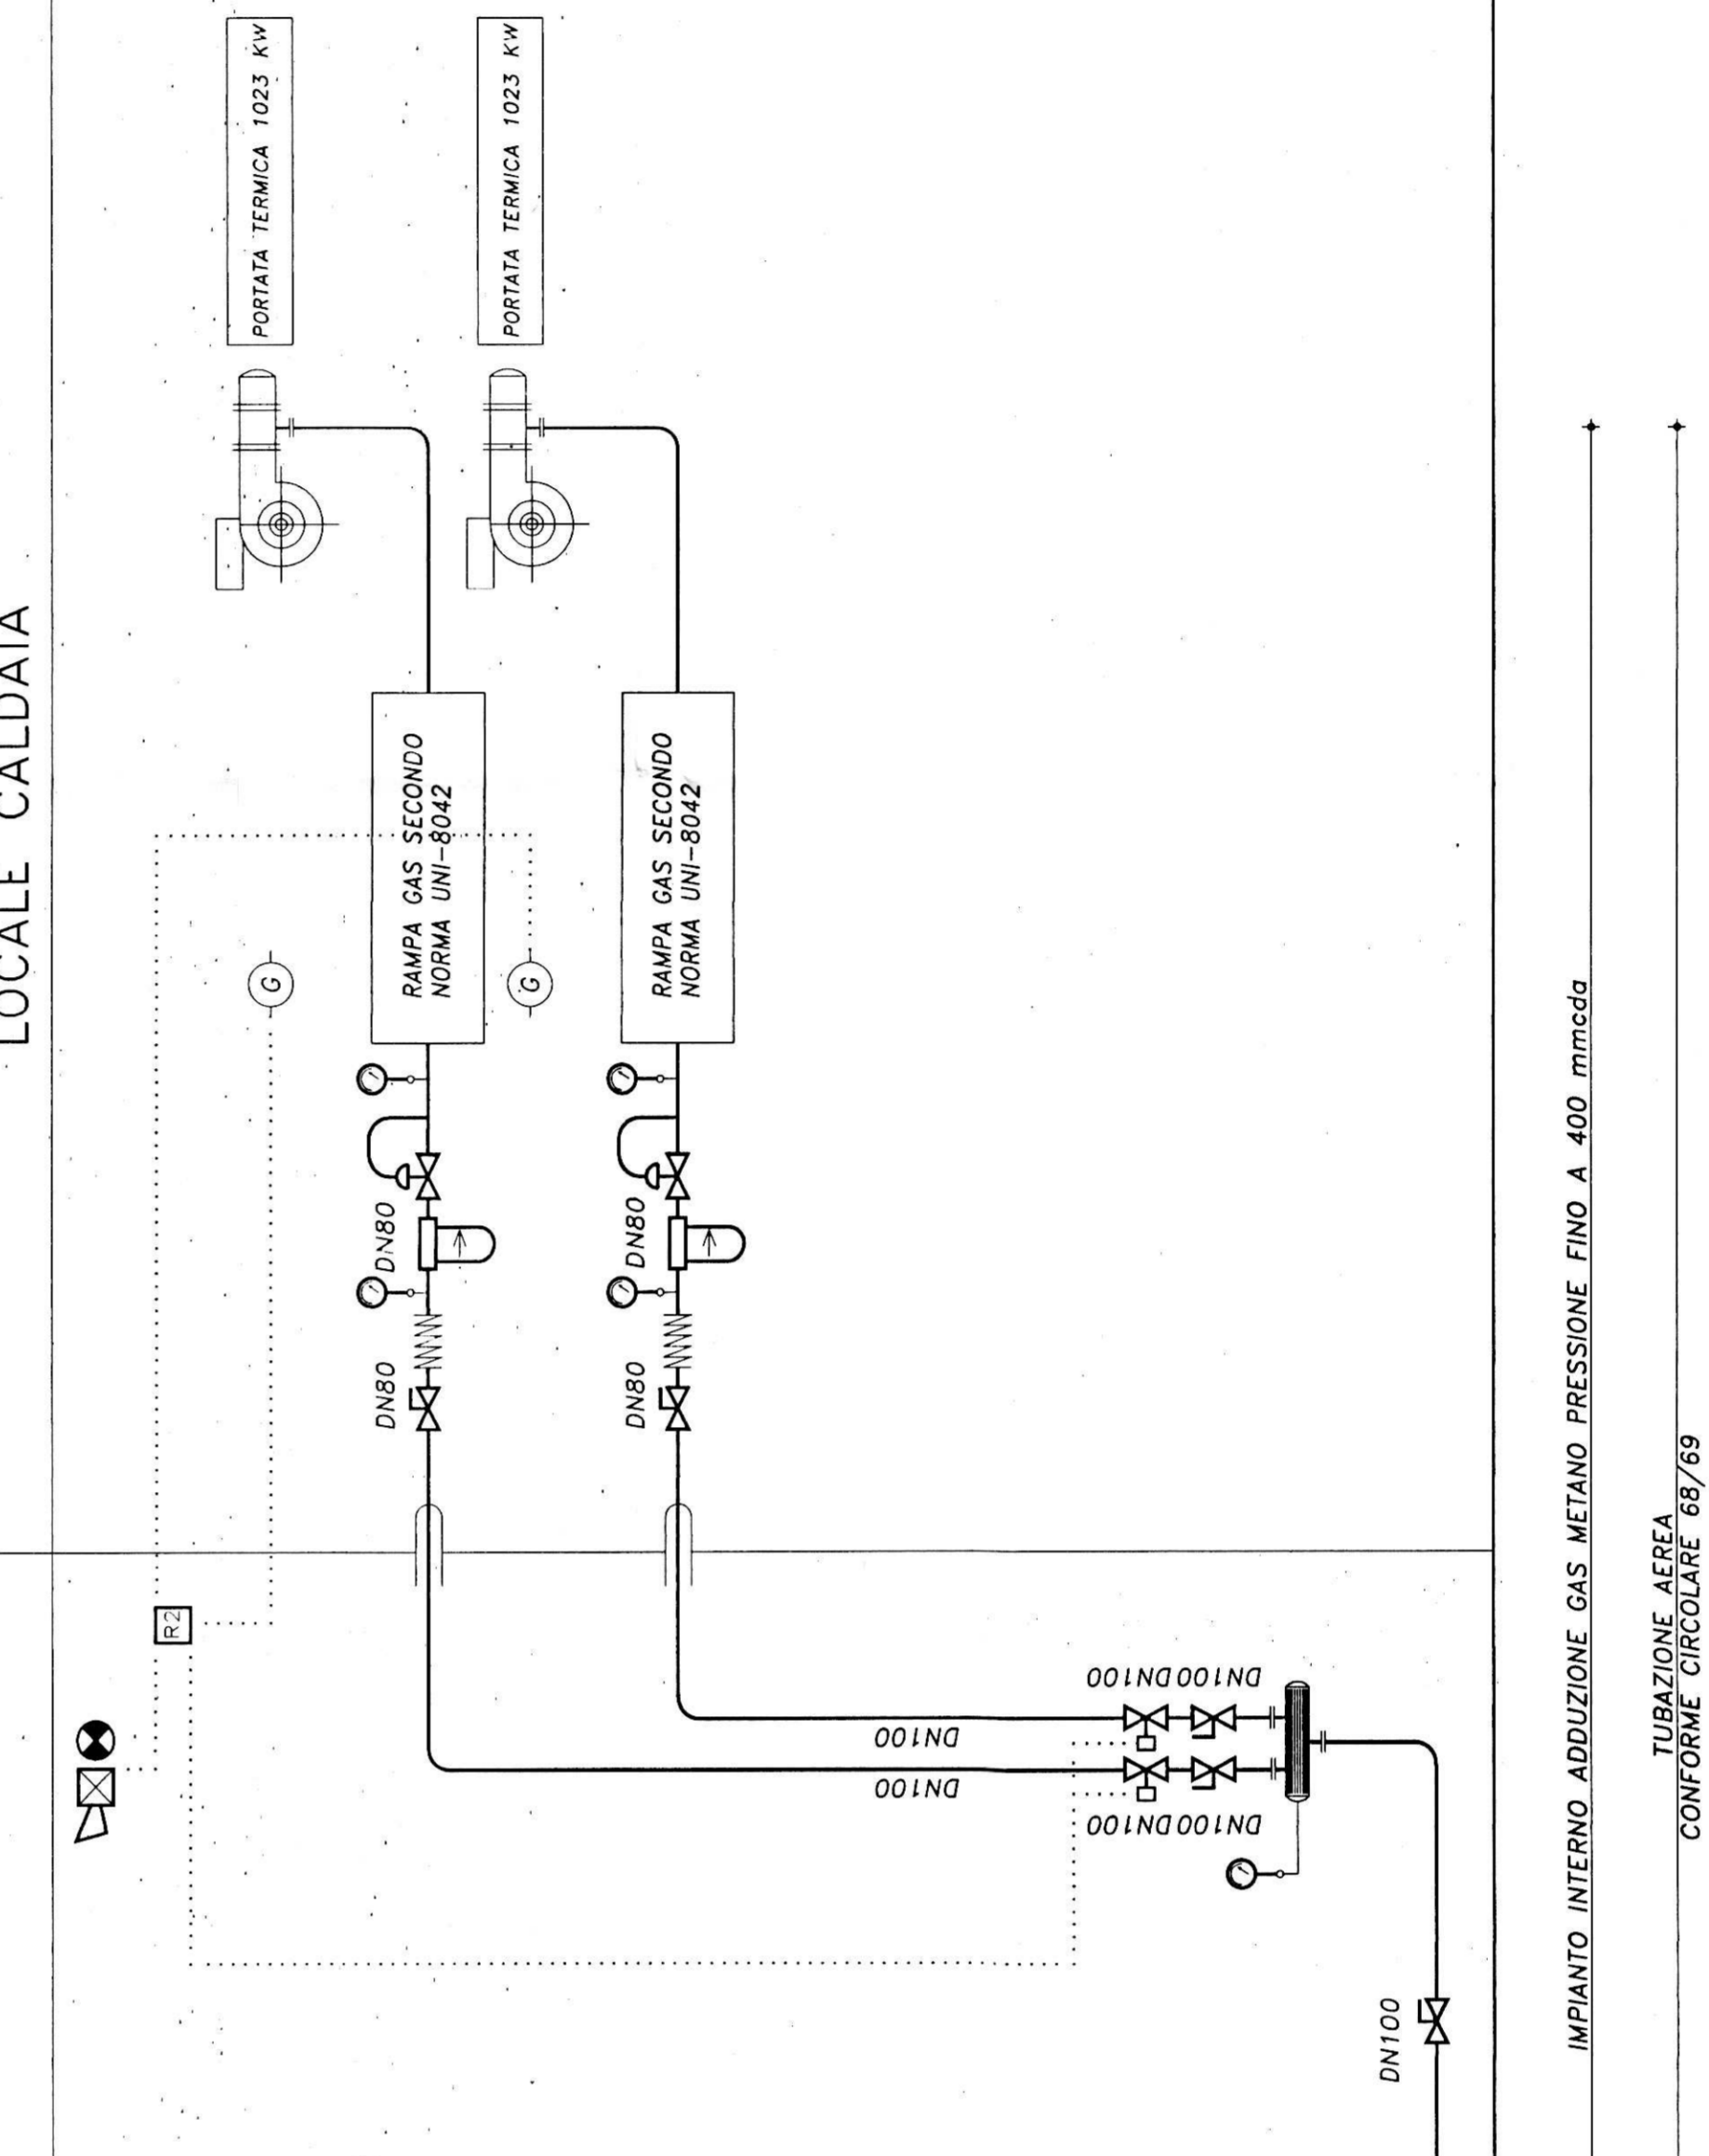 LOCALE CALDAIA
PORTATA TERMICA 1023 KW
PORTATA TERMICA 1023 KW
RAMPA GAS SECONDO
NORMA UNI-8042
RAMPA GAS SECONDO
NORMA UNI-8042
G
G
DN80
DN80
DN80
DN80
R2
DN100
DN100
DN100
DN100
DN100
DN100
DN100
IMPIANTO INTERNO ADDUZIONE GAS METANO PRESSIONE FINO A 400 mmcda
TUBAZIONE AEREA
CONFORME CIRCOLARE 68/69